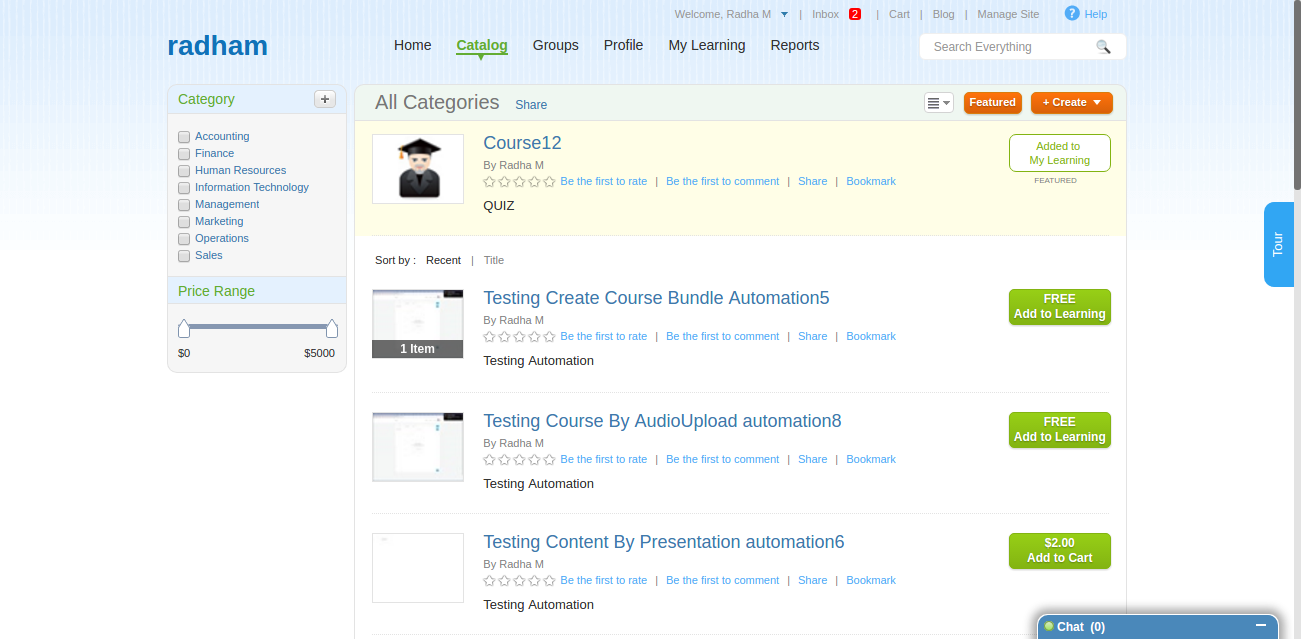 Welcome, Radha M | Inbox 2 | Cart | Blog | Manage Site ? Help
radham
Home Catalog Groups Profile My Learning Reports
Search Everything
Category +
Accounting
Finance
Human Resources
Information Technology
Management
Marketing
Operations
Sales
Price Range
$0 $5000
All Categories Share
Featured + Create
Course12
By Radha M
Be the first to rate | Be the first to comment | Share | Bookmark
QUIZ
Added to
My Learning
FEATURED
Sort by : Recent | Title
1 Item
Testing Create Course Bundle Automation5
By Radha M
Be the first to rate | Be the first to comment | Share | Bookmark
Testing Automation
FREE
Add to Learning
Testing Course By AudioUpload automation8
By Radha M
Be the first to rate | Be the first to comment | Share | Bookmark
Testing Automation
FREE
Add to Learning
Testing Content By Presentation automation6
By Radha M
Be the first to rate | Be the first to comment | Share | Bookmark
Testing Automation
$2.00
Add to Cart
Tour
Chat (0)